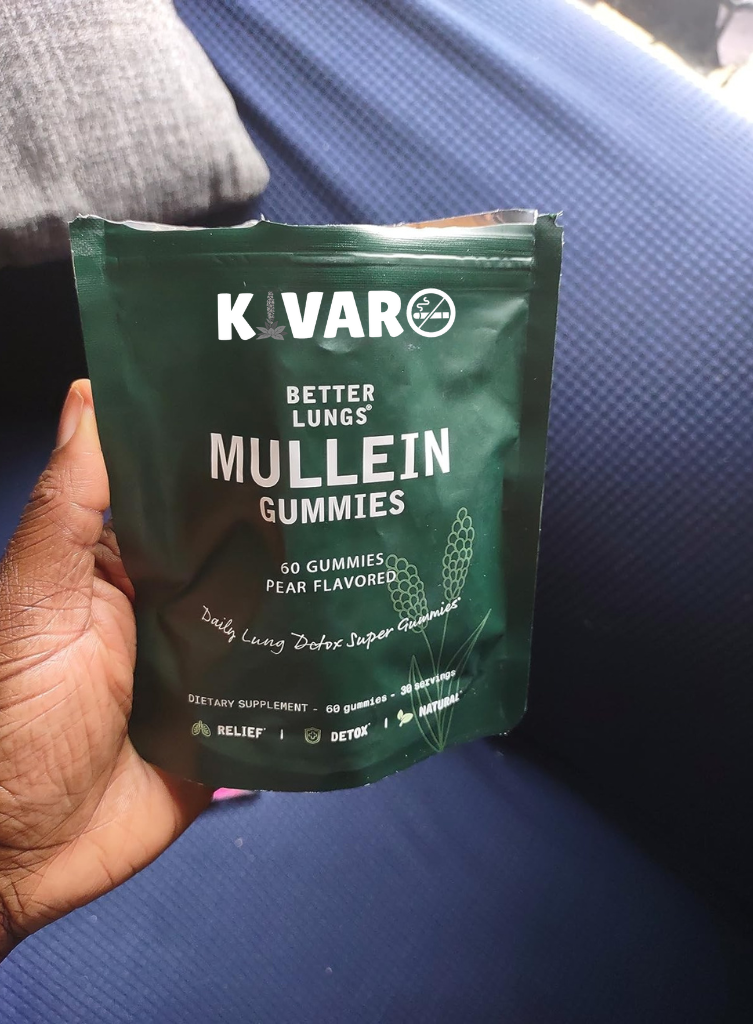 KIVARO
BETTER
LUNGS®
MULLEIN
GUMMIES
60 GUMMIES
PEAR FLAVORED
Daily Lung Detox Super Gummies
DIETARY SUPPLEMENT - 60 gummies - 30 servings
RELIEF | DETOX | NATURAL